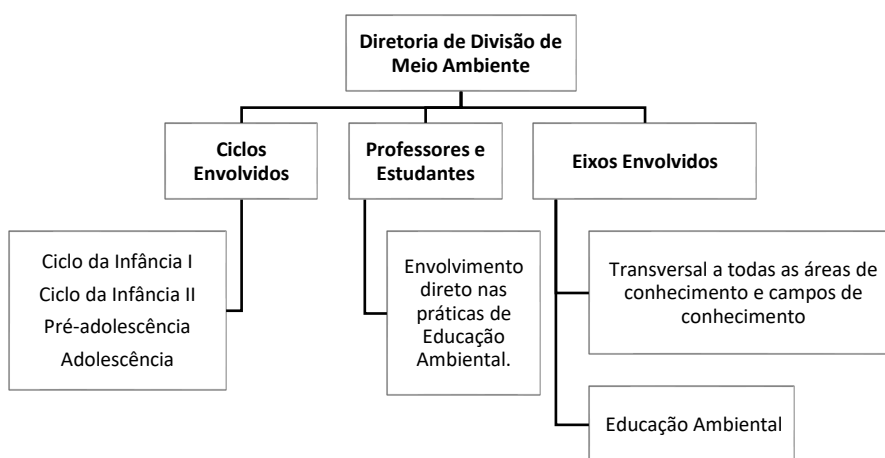 Diretoria de Divisão de
Meio Ambiente
Ciclos
Envolvidos
Professores e
Estudantes
Eixos Envolvidos
Ciclo da Infância I
Ciclo da Infância II
Pré-adolescência
Adolescência
Envolvimento
direto nas
práticas de
Educação
Ambiental.
Transversal a todas as áreas de
conhecimento e campos de
conhecimento
Educação Ambiental